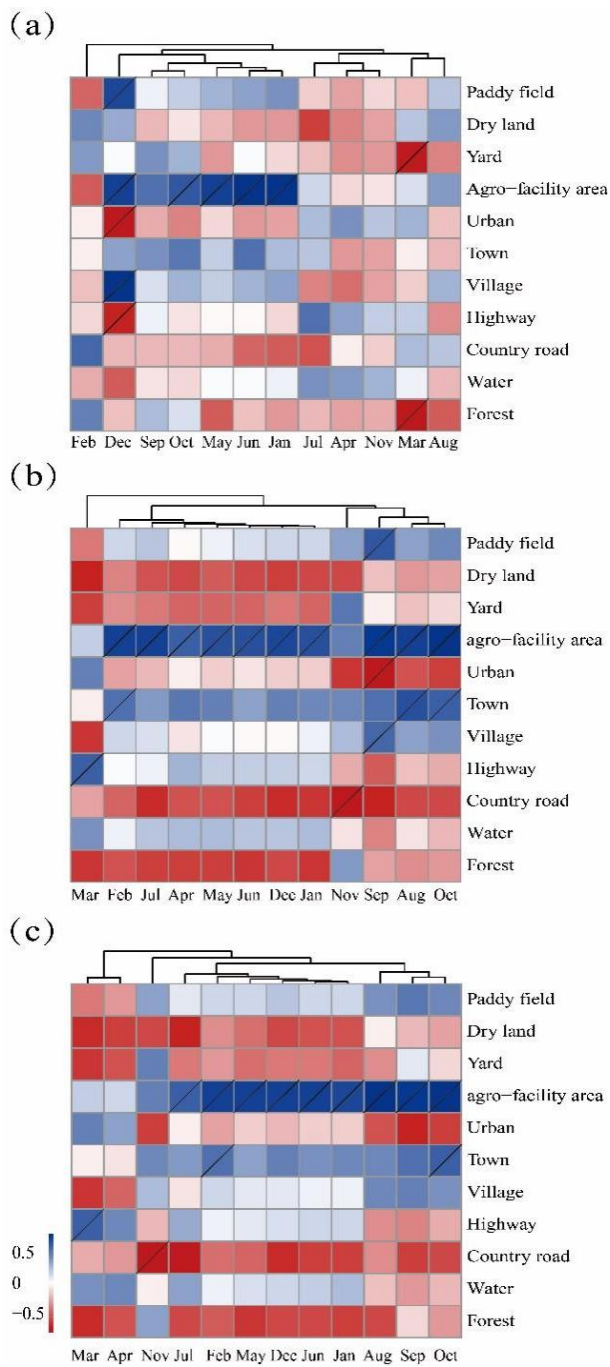 (a)
Paddy field
Dry land
Yard
Agro-facility area
Urban
Town
Village
Highway
Country road
Water
Forest
Feb Dec Sep Oct May Jun Jan Jul Apr Nov Mar Aug
(b)
Paddy field
Dry land
Yard
agro-facility area
Urban
Town
Village
Highway
Country road
Water
Forest
Mar Feb Jul Apr May Jun Dec Jan Nov Sep Aug Oct
(c)
Paddy field
Dry land
Yard
agro-facility area
Urban
Town
Village
Highway
Country road
Water
Forest
0.5
0
−0.5
Mar Apr Nov Jul Feb May Dec Jun Jan Aug Sep Oct